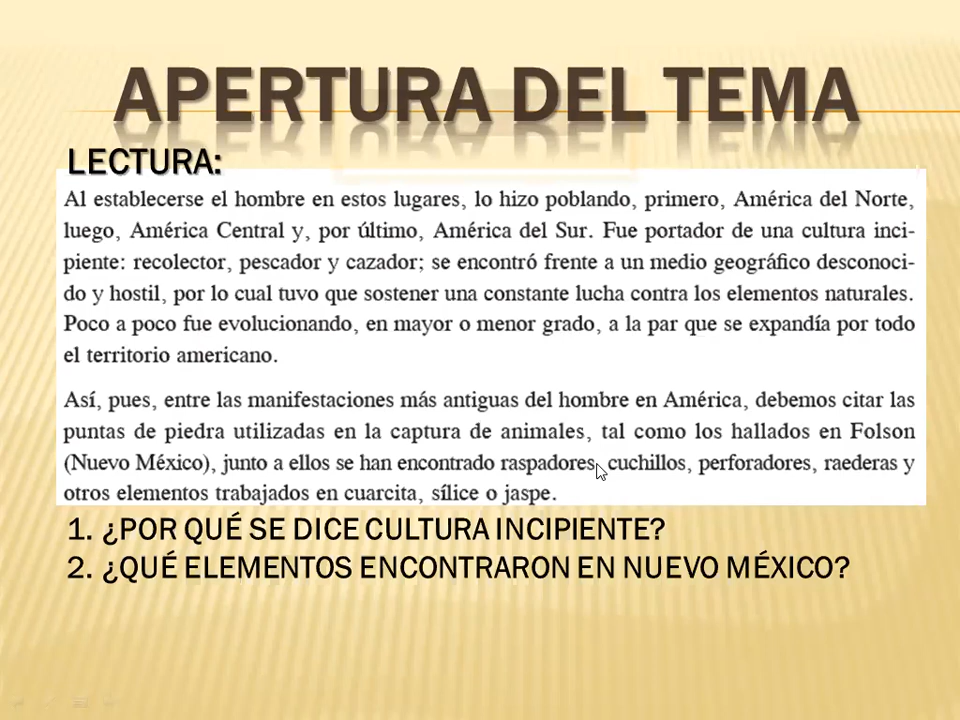 APERTURA DEL TEMA
LECTURA:
Al establecerse el hombre en estos lugares, lo hizo poblando, primero, América del Norte,
luego, América Central y, por último, América del Sur. Fue portador de una cultura inci-
piente: recolector, pescador y cazador; se encontró frente a un medio geográfico desconoci-
do y hostil, por lo cual tuvo que sostener una constante lucha contra los elementos naturales.
Poco a poco fue evolucionando, en mayor o menor grado, a la par que se expandía por todo
el territorio americano.
Así, pues, entre las manifestaciones más antiguas del hombre en América, debemos citar las
puntas de piedra utilizadas en la captura de animales, tal como los hallados en Folson
(Nuevo México), junto a ellos se han encontrado raspadores, cuchillos, perforadores, raederas y
otros elementos trabajados en cuarcita, sílice o jaspe.
1. ¿POR QUÉ SE DICE CULTURA INCIPIENTE?
2. ¿QUÉ ELEMENTOS ENCONTRARON EN NUEVO MÉXICO?